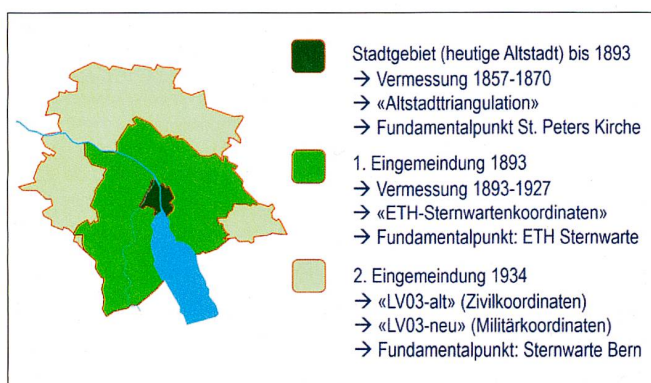 Stadtgebiet (heutige Altstadt) bis 1893
→ Vermessung 1857-1870
→ «Altstadttriangulation»
→ Fundamentalpunkt St. Peters Kirche
1. Eingemeindung 1893
→ Vermessung 1893-1927
→ «ETH-Sternwartenkoordinaten»
→ Fundamentalpunkt: ETH Sternwarte
2. Eingemeindung 1934
→ «LV03-alt» (Zivilkoordinaten)
→ «LV03-neu» (Militärkoordinaten)
→ Fundamentalpunkt: Sternwarte Bern